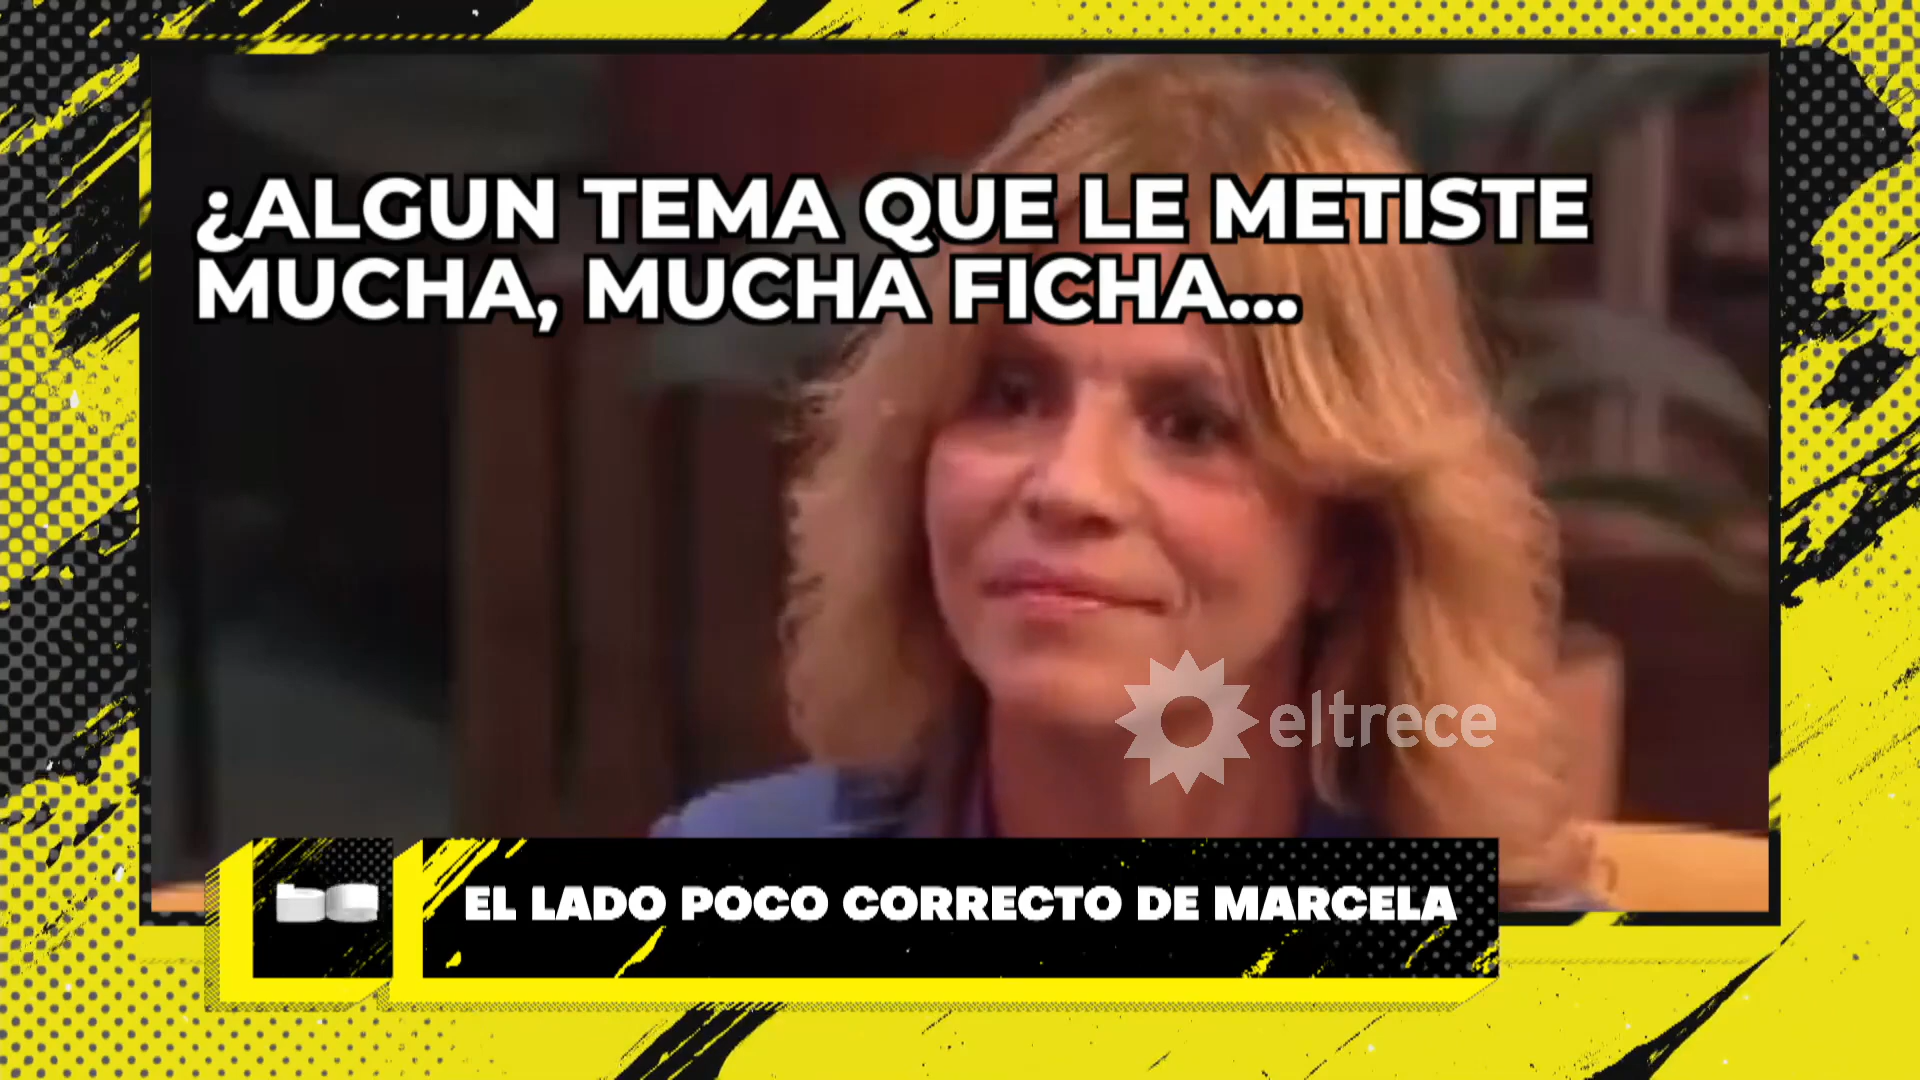 ¿ALGUN TEMA QUE LE METISTE
MUCHA, MUCHA FICHA...
eltrece
EL LADO POCO CORRECTO DE MARCELA